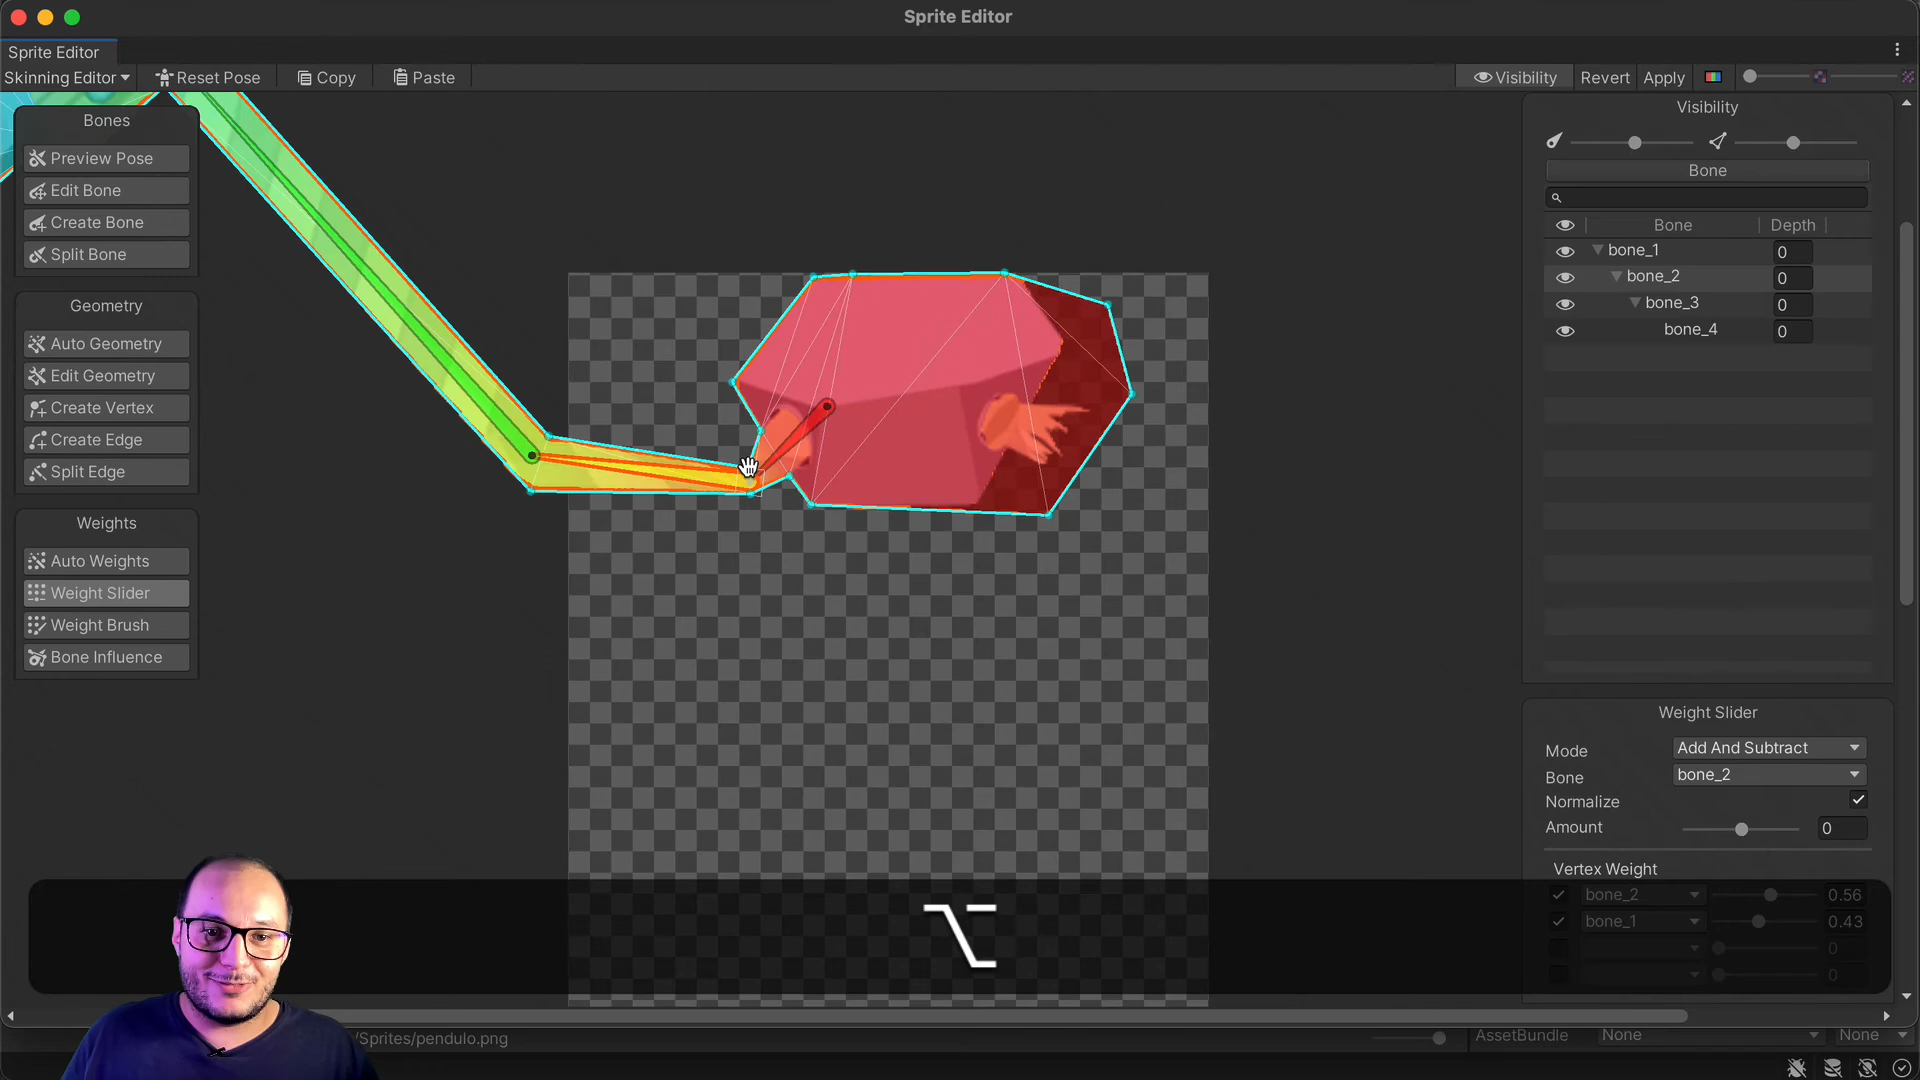 Sprite Editor
Sprite Editor
Skinning Editor
Reset Pose
Copy
Paste
Visibility
Revert
Apply
Bones
Preview Pose
Edit Bone
Create Bone
Split Bone
Geometry
Auto Geometry
Edit Geometry
Create Vertex
Create Edge
Split Edge
Weights
Auto Weights
Weight Slider
Weight Brush
Bone Influence
Visibility
Bone
Bone Depth
bone_1 0
bone_2 0
bone_3 0
bone_4 0
Weight Slider
Mode Add And Subtract
Bone bone_2
Normalize
Amount 0
Vertex Weight
bone_2 0.56
bone_1 0.43
0
0
/Sprites/pendulo.png
AssetBundle None None